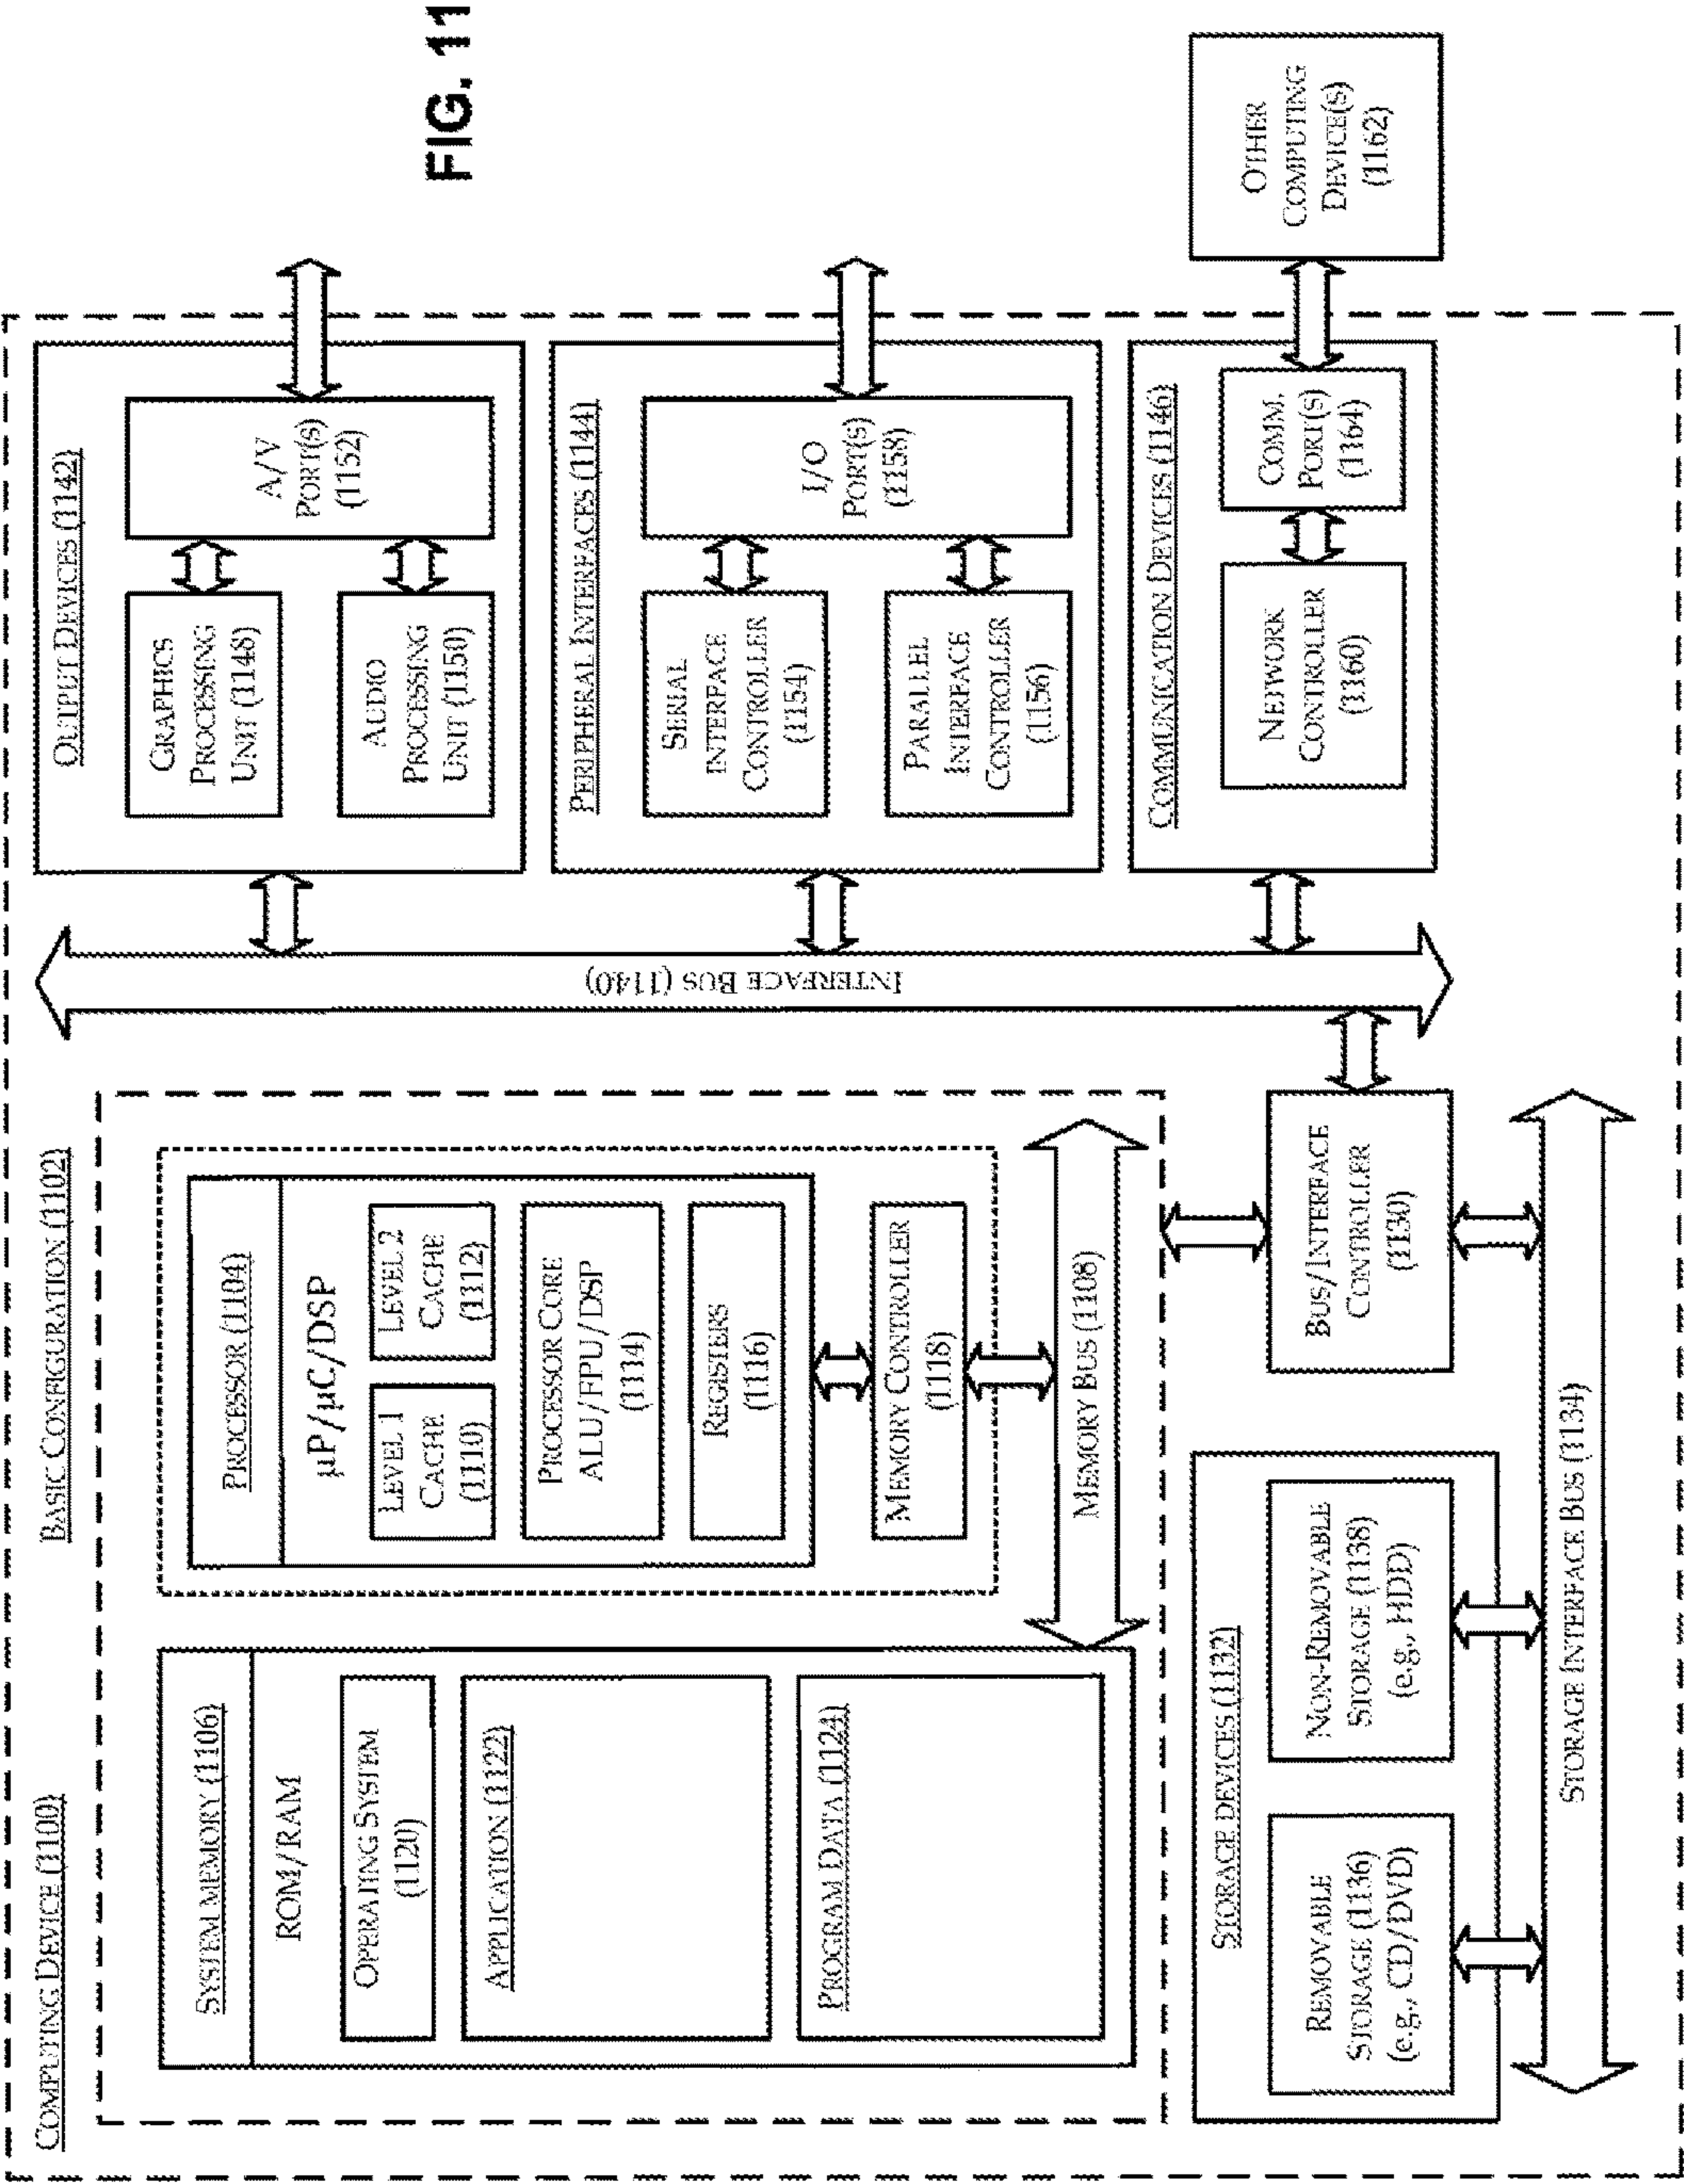 COMPUTING DEVICE (1100)
BASIC CONFIGURATION (1102)
SYSTEM MEMORY (1106)
ROM/RAM
OPERATING SYSTEM
(1120)
APPLICATION (1122)
PROGRAM DATA (1124)
PROCESSOR (1104)
µP/µC/DSP
LEVEL 1
CACHE
(1110)
LEVEL 2
CACHE
(1112)
PROCESSOR CORE
ALU/FPU/DSP
(1114)
REGISTERS
(1116)
MEMORY CONTROLLER
(1118)
MEMORY BUS (1108)
STORAGE DEVICES (1132)
REMOVABLE
STORAGE (1136)
(e.g., CD/DVD)
NON-REMOVABLE
STORAGE (1138)
(e.g., HDD)
BUS/INTERFACE
CONTROLLER
(1130)
STORAGE INTERFACE BUS (1134)
INTERFACE BUS (1140)
OUTPUT DEVICES (1142)
GRAPHICS
PROCESSING
UNIT (1148)
AUDIO
PROCESSING
UNIT (1150)
A/V
PORT(S)
(1152)
PERIPHERAL INTERFACES (1144)
SERIAL
INTERFACE
CONTROLLER
(1154)
PARALLEL
INTERFACE
CONTROLLER
(1156)
I/O
PORT(S)
(1158)
COMMUNICATION DEVICES (1146)
NETWORK
CONTROLLER
(1160)
COMM.
PORT(S)
(1164)
OTHER
COMPUTING
DEVICE(S)
(1162)
FIG. 11